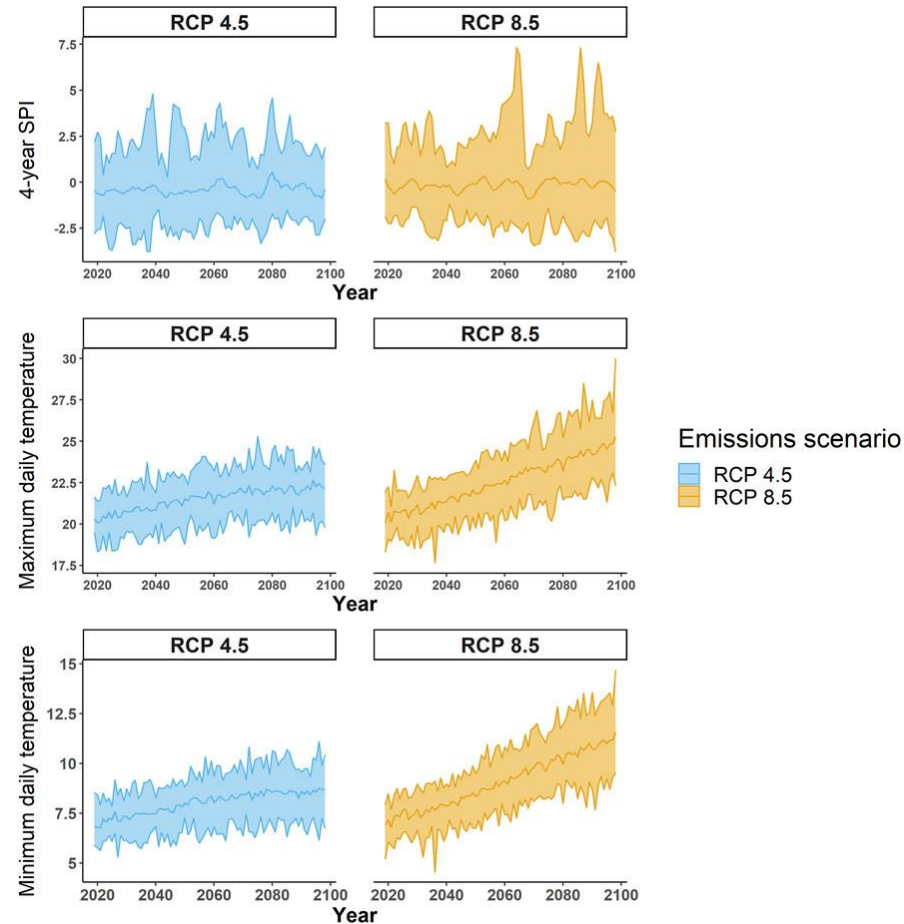 RCP 4.5 RCP 8.5
4-year SPI
7.5
5
2.5
0
-2.5
2020 2040 2060 2080 2100 2020 2040 2060 2080 2100
Year
RCP 4.5 RCP 8.5
Maximum daily temperature
30
27.5
25
22.5
20
17.5
2020 2040 2060 2080 2100 2020 2040 2060 2080 2100
Year
Emissions scenario
RCP 4.5
RCP 8.5
RCP 4.5 RCP 8.5
Minimum daily temperature
15
12.5
10
7.5
5
2020 2040 2060 2080 2100 2020 2040 2060 2080 2100
Year